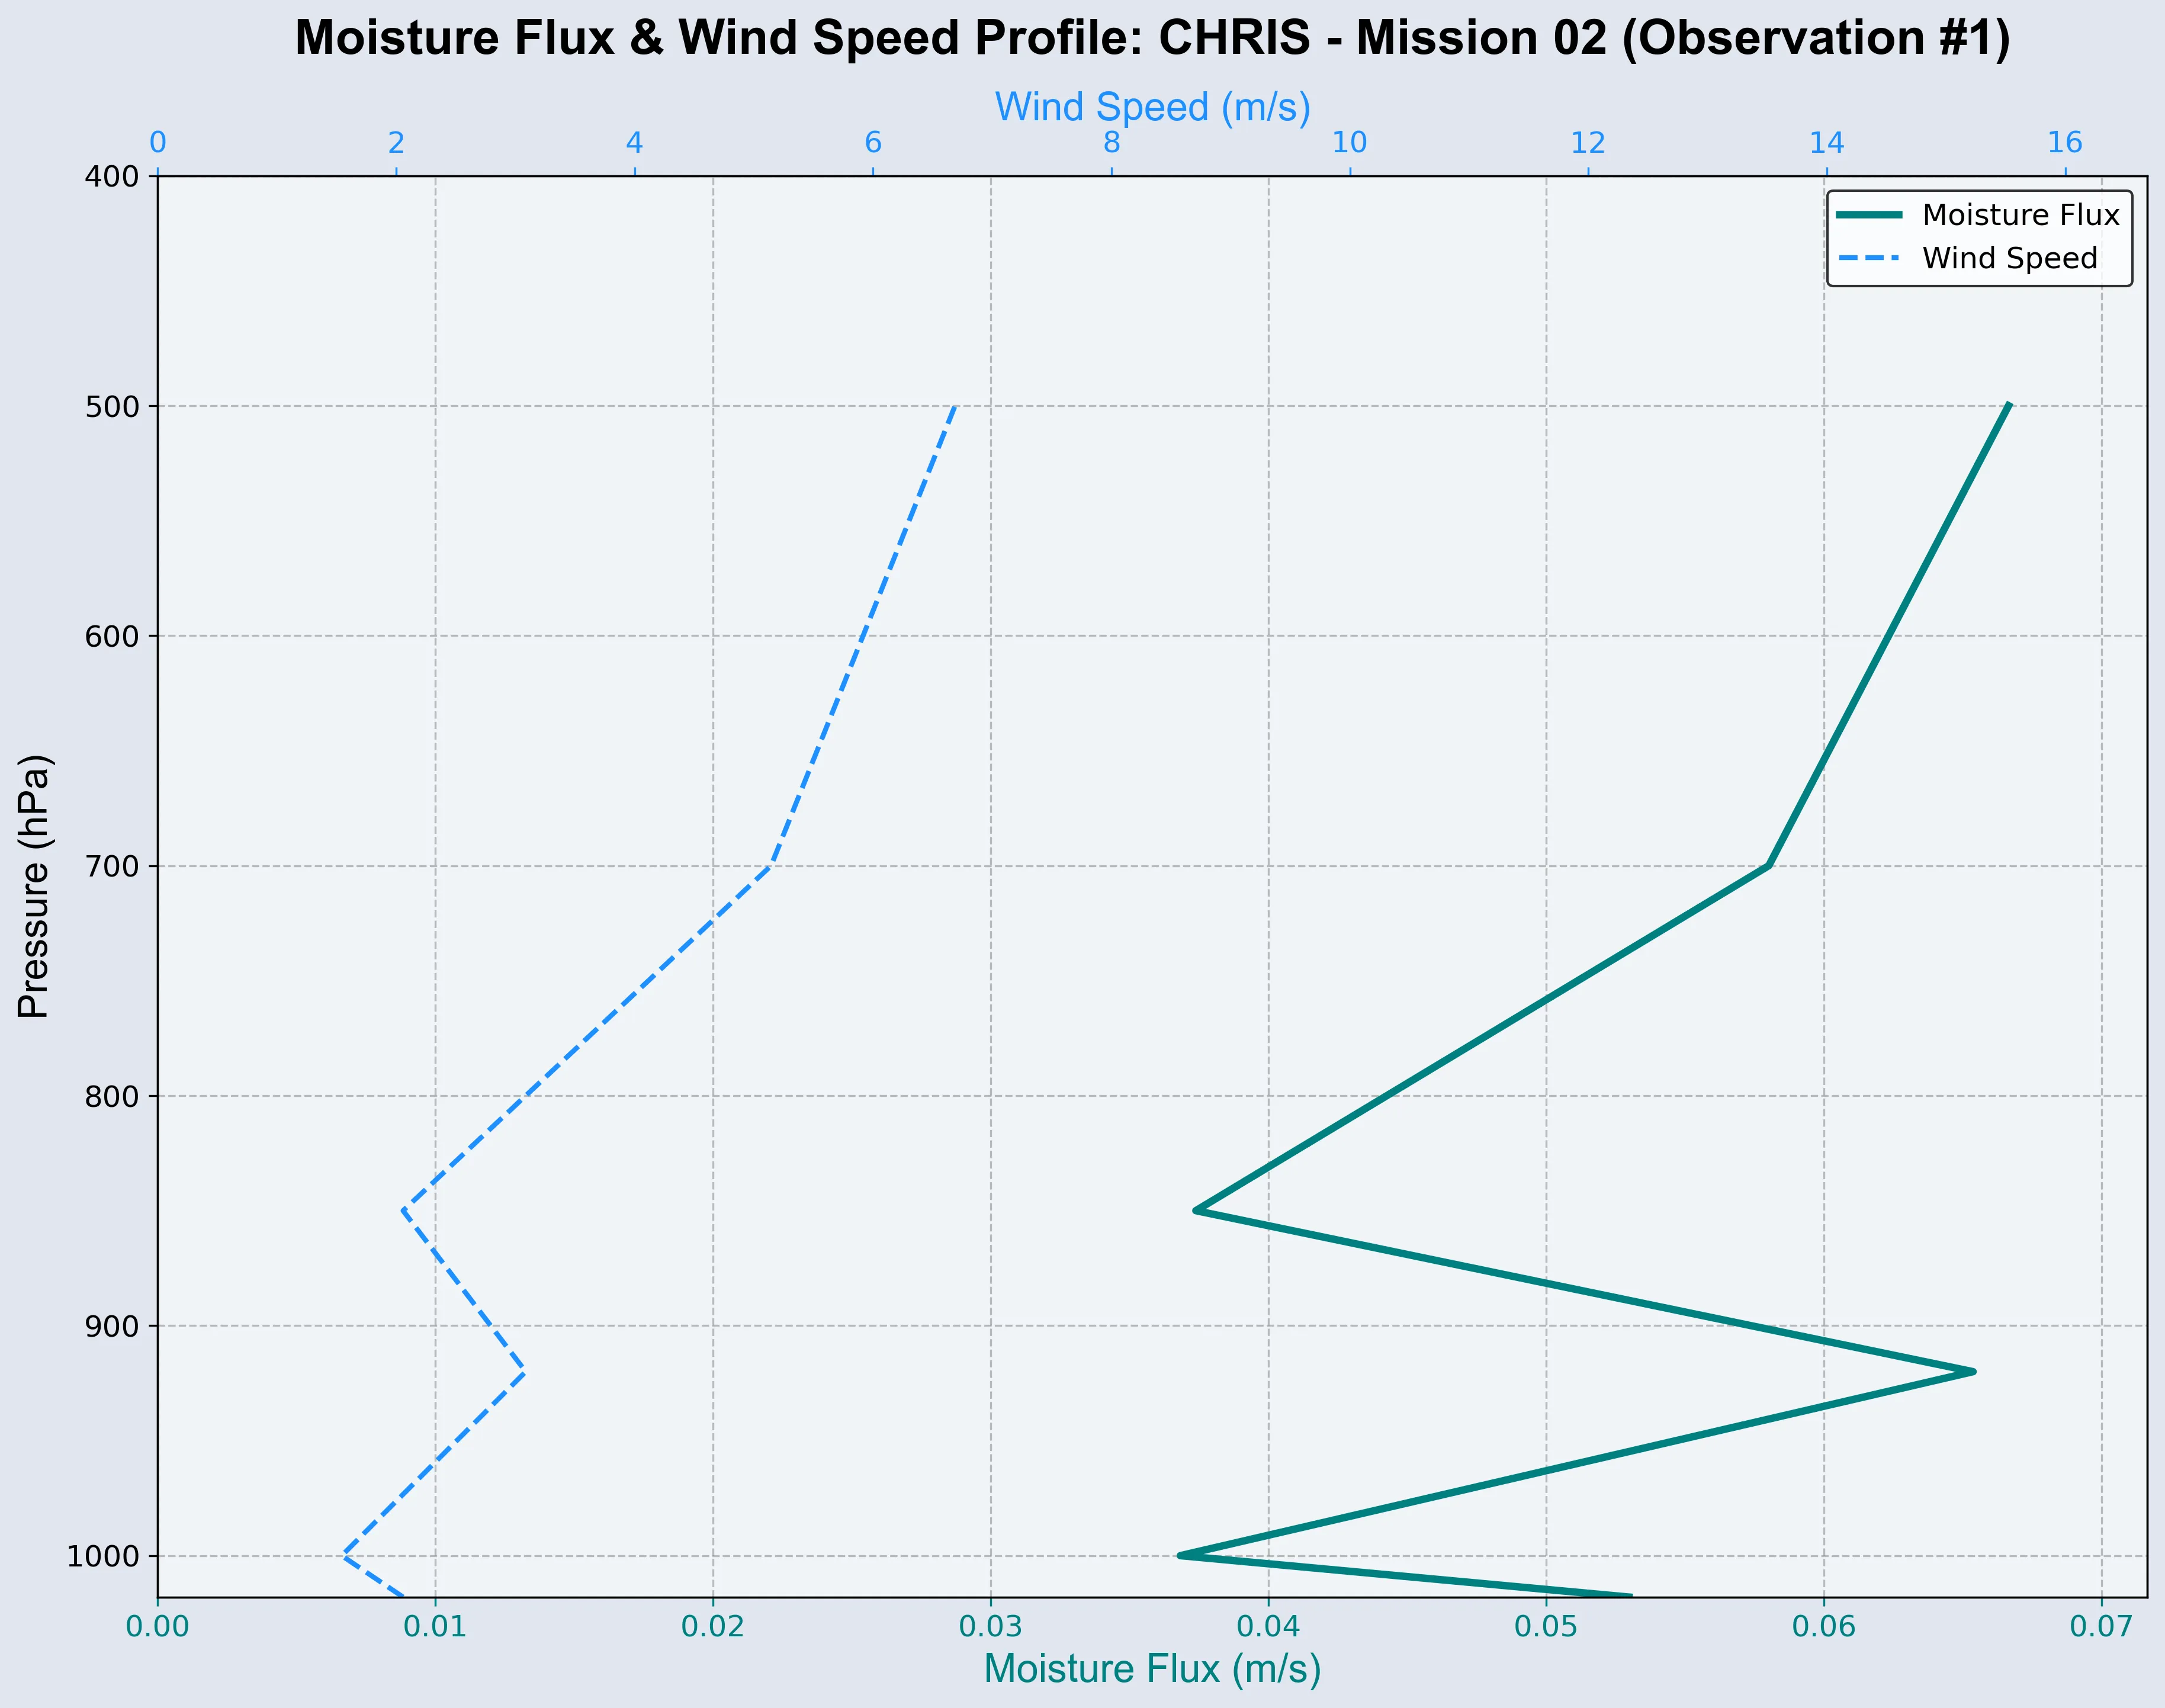 Moisture Flux & Wind Speed Profile: CHRIS - Mission 02 (Observation #1)
Wind Speed (m/s)
0 2 4 6 8 10 12 14 16
Moisture Flux
Wind Speed
Pressure (hPa)
400
500
600
700
800
900
1000
0.00 0.01 0.02 0.03 0.04 0.05 0.06 0.07
Moisture Flux (m/s)